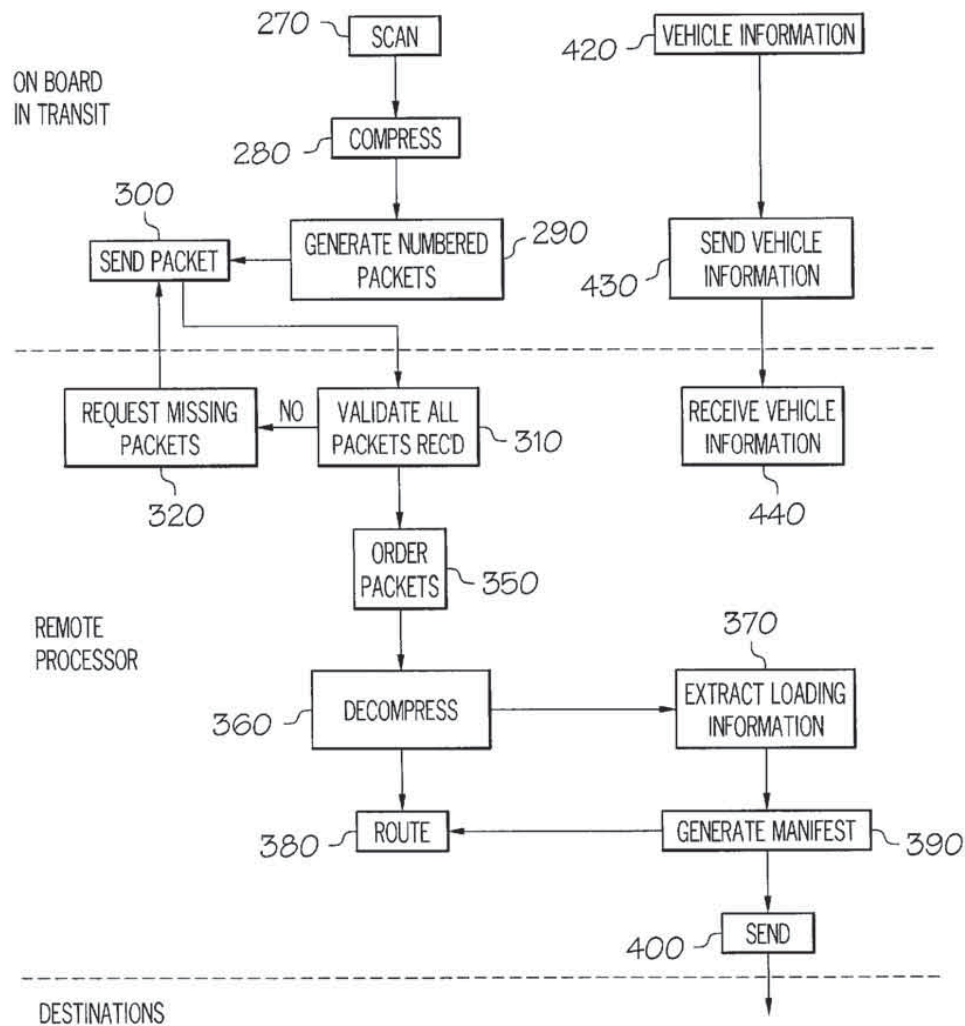 270
SCAN
420
VEHICLE INFORMATION
ON BOARD
IN TRANSIT
280
COMPRESS
300
SEND PACKET
GENERATE NUMBERED
PACKETS
290
430
SEND VEHICLE
INFORMATION
REQUEST MISSING
PACKETS
320
NO
VALIDATE ALL
PACKETS REC'D
310
RECEIVE VEHICLE
INFORMATION
440
ORDER
PACKETS
350
REMOTE
PROCESSOR
360
DECOMPRESS
370
EXTRACT LOADING
INFORMATION
380
ROUTE
GENERATE MANIFEST
390
400
SEND
DESTINATIONS